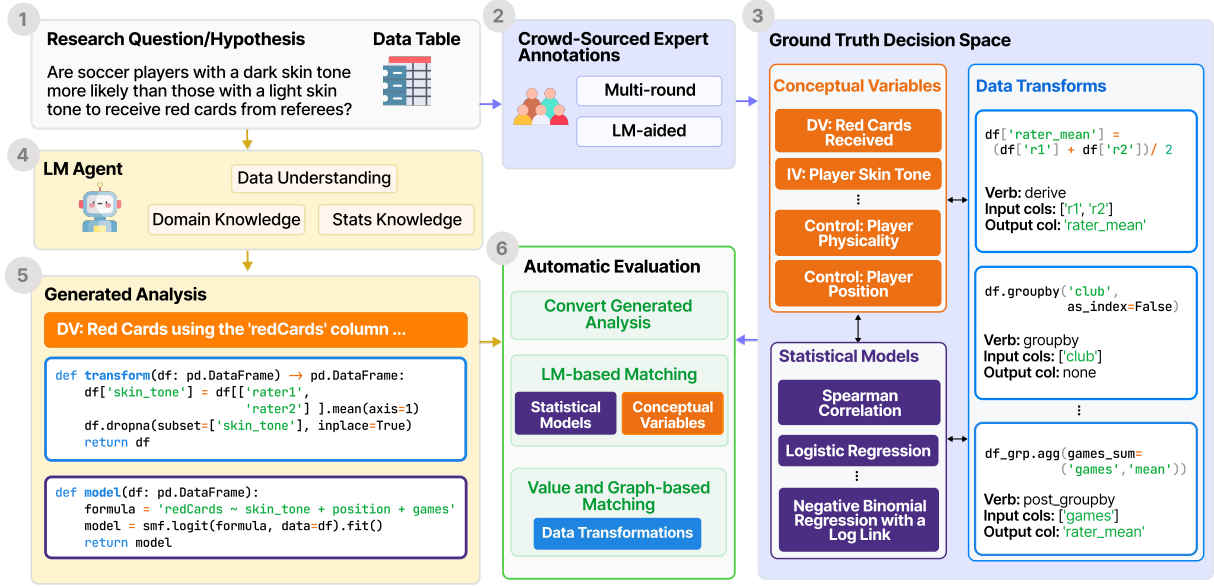 1
Research Question/Hypothesis
Data Table
Are soccer players with a dark skin tone
more likely than those with a light skin
tone to receive red cards from referees?
2
Crowd-Sourced Expert
Annotations
Multi-round
LM-aided
3
Ground Truth Decision Space
Conceptual Variables
DV: Red Cards
Received
IV: Player Skin Tone
⋮
Control: Player
Physicality
Control: Player
Position
Statistical Models
Spearman
Correlation
Logistic Regression
⋮
Negative Binomial
Regression with a
Log Link
Data Transforms
df['rater_mean'] =
(df['r1'] + df['r2'])/ 2
Verb: derive
Input cols: ['r1', 'r2']
Output col: 'rater_mean'
df.groupby('club',
as_index=False)
Verb: groupby
Input cols: ['club']
Output col: none
⋮
df_grp.agg(games_sum=
('games','mean'))
Verb: post_groupby
Input cols: ['games']
Output col: 'rater_mean'
4
LM Agent
Data Understanding
Domain Knowledge
Stats Knowledge
5
Generated Analysis
DV: Red Cards using the 'redCards' column ...
def transform(df: pd.DataFrame) → pd.DataFrame:
df['skin_tone'] = df[['rater1',
'rater2'] ].mean(axis=1)
df.dropna(subset=['skin_tone'], inplace=True)
return df
def model(df: pd.DataFrame):
formula = 'redCards ~ skin_tone + position + games'
model = smf.logit(formula, data=df).fit()
return model
6
Automatic Evaluation
Convert Generated
Analysis
LM-based Matching
Statistical
Models
Conceptual
Variables
Value and Graph-based
Matching
Data Transformations